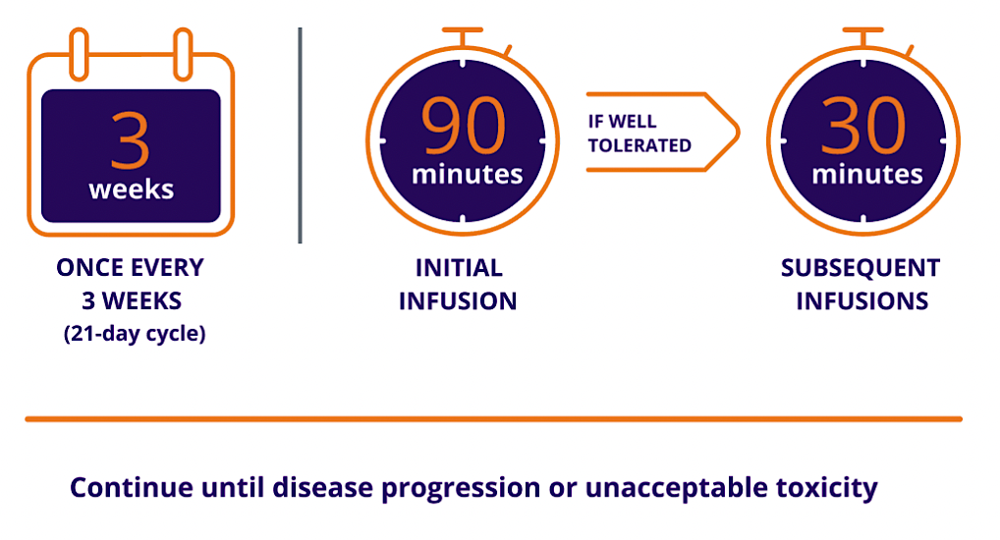 3
weeks
ONCE EVERY
3 WEEKS
(21-day cycle)
90
minutes
INITIAL
INFUSION
IF WELL
TOLERATED
30
minutes
SUBSEQUENT
INFUSIONS
Continue until disease progression or unacceptable toxicity